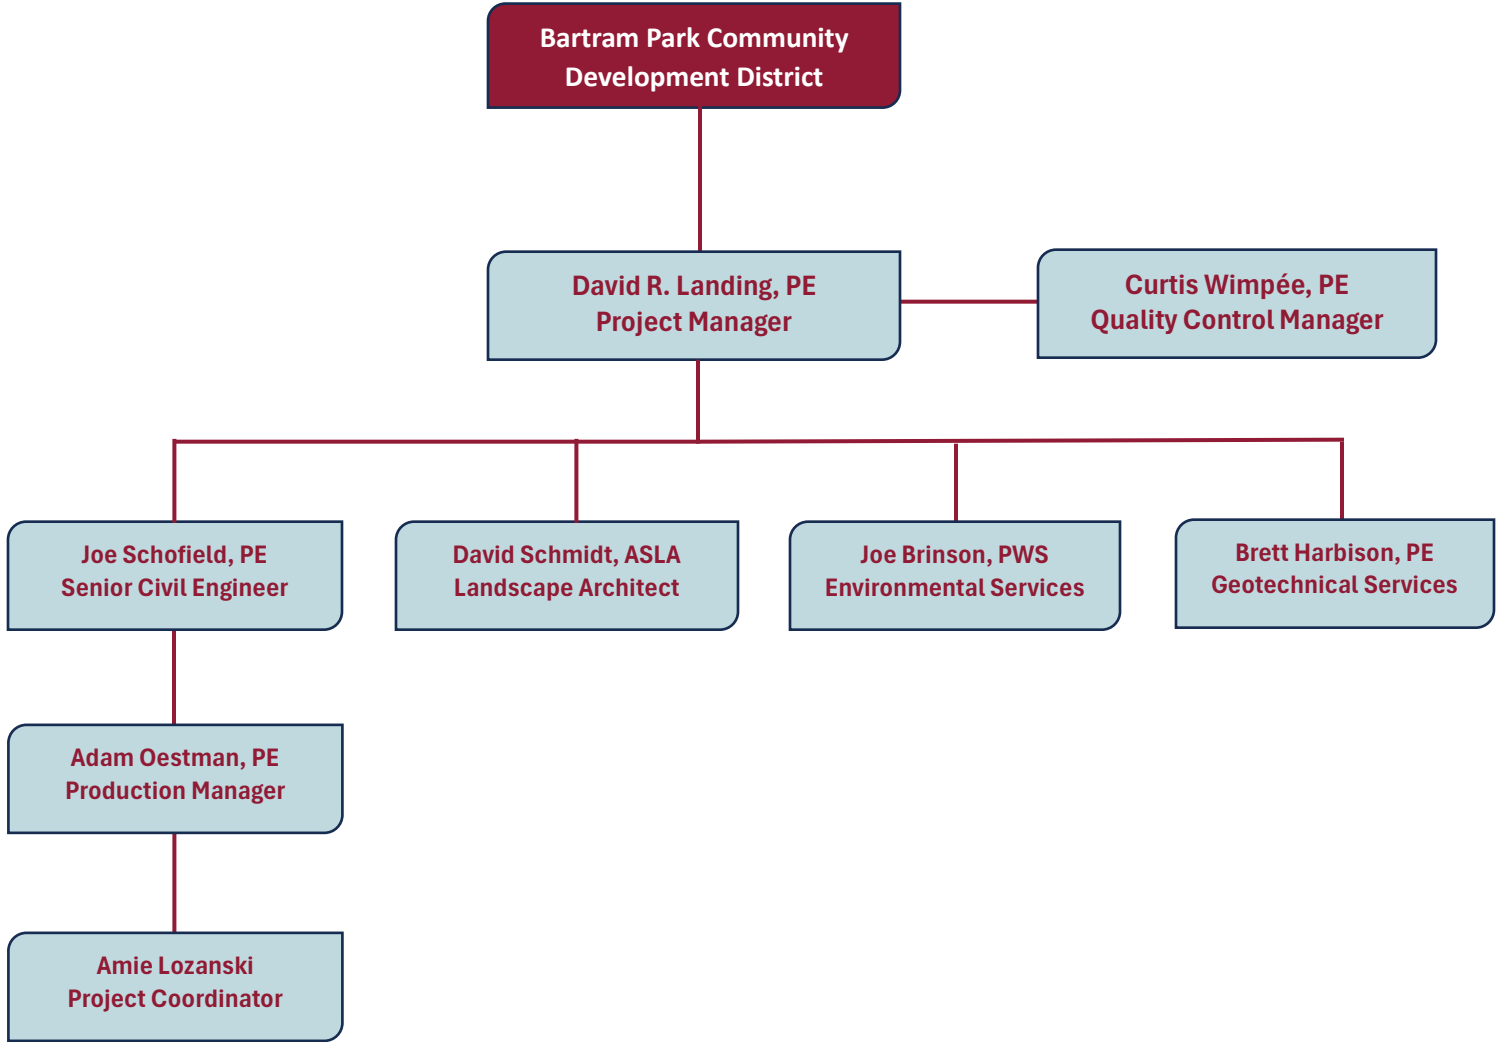 Bartram Park Community
Development District
David R. Landing, PE
Project Manager
Curtis Wimpée, PE
Quality Control Manager
Joe Schofield, PE
Senior Civil Engineer
David Schmidt, ASLA
Landscape Architect
Joe Brinson, PWS
Environmental Services
Brett Harbison, PE
Geotechnical Services
Adam Oestman, PE
Production Manager
Amie Lozanski
Project Coordinator